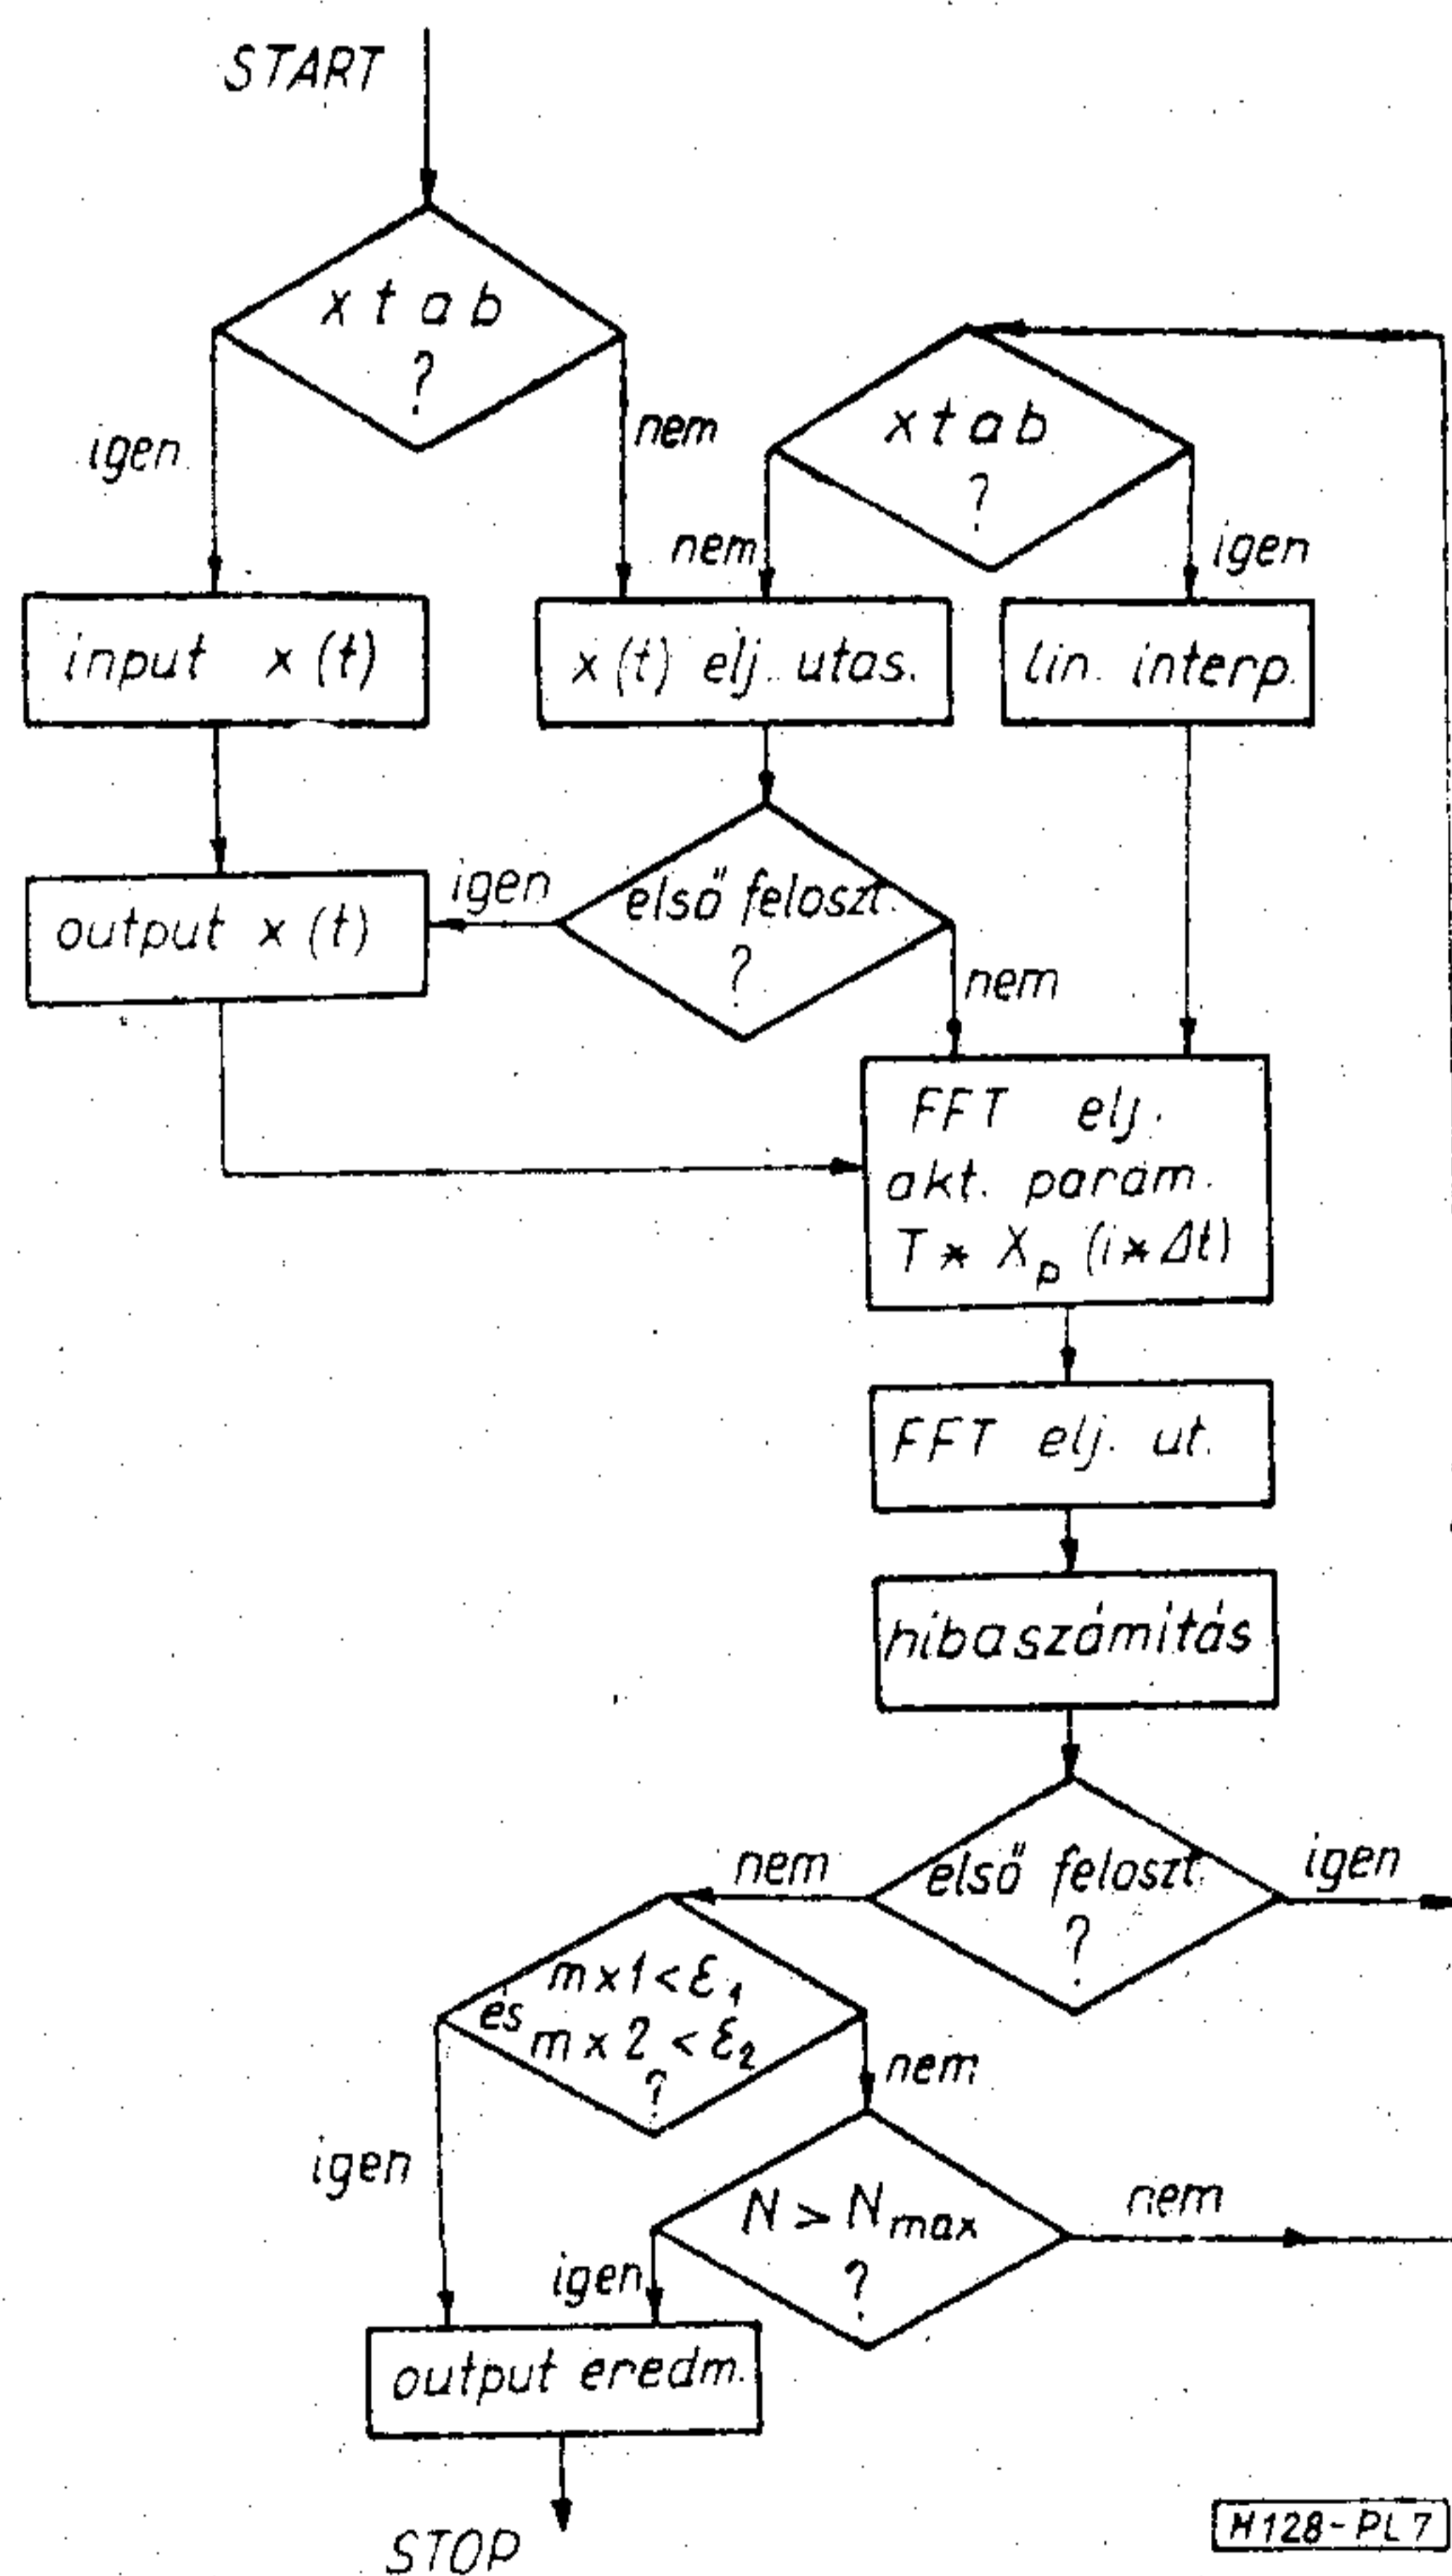 START
x t a b
?
igen
nem
x t a b
?
nem
igen
input x (t)
x (t) elj. utas.
lin. interp.
output x (t)
igen
első feloszt.
?
nem
FFT elj.
akt. param.
T * X_p (i * Δt)
FFT elj. ut.
hibaszámítás
első feloszt.
?
nem
igen
m x 1 < ε₁
és
m x 2 < ε₂
?
igen
nem
N > N_max
?
igen
nem
output eredm.
STOP
H128-PL7